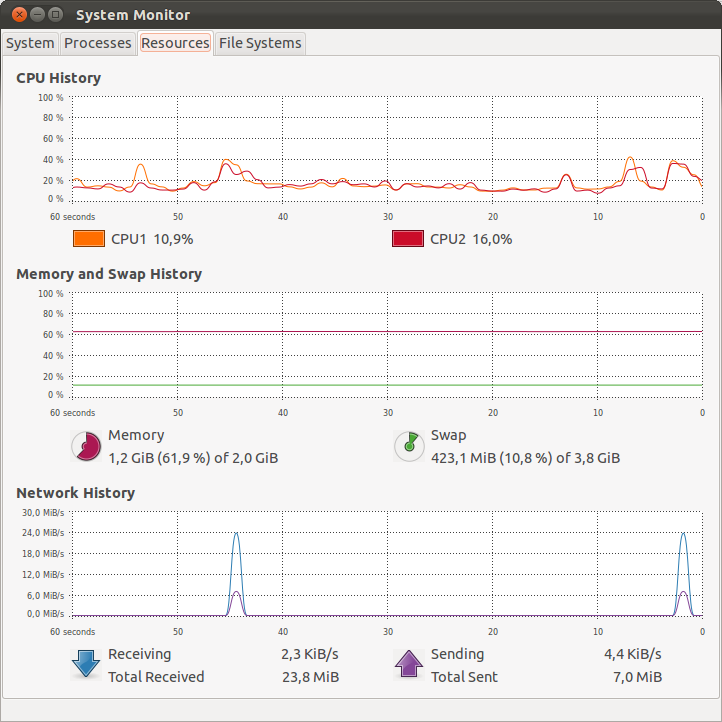 System Monitor
System Processes Resources File Systems
CPU History
100 %
80 %
60 %
40 %
20 %
0 %
60 seconds 50 40 30 20 10 0
CPU1 10,9% CPU2 16,0%
Memory and Swap History
100 %
80 %
60 %
40 %
20 %
0 %
60 seconds 50 40 30 20 10 0
Memory Swap
1,2 GiB (61,9 %) of 2,0 GiB 423,1 MiB (10,8 %) of 3,8 GiB
Network History
30,0 MiB/s
24,0 MiB/s
18,0 MiB/s
12,0 MiB/s
6,0 MiB/s
0,0 MiB/s
60 seconds 50 40 30 20 10 0
Receiving 2,3 KiB/s Sending 4,4 KiB/s
Total Received 23,8 MiB Total Sent 7,0 MiB